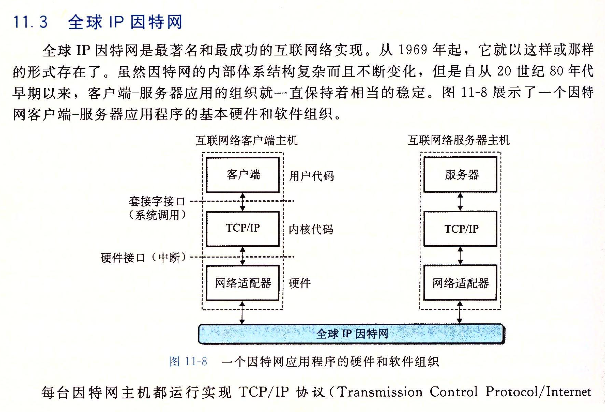 11.3 全球 IP 因特网
全球 IP 因特网是最著名和最成功的互联网络实现。从 1969 年起，它就以这样或那样
的形式存在了。虽然因特网的内部体系结构复杂而且不断变化，但是自从 20 世纪 80 年代
早期以来，客户端-服务器应用的组织就一直保持着相当的稳定。图 11-8 展示了一个因特
网客户端-服务器应用程序的基本硬件和软件组织。
互联网络客户端主机
互联网络服务器主机
客户端
用户代码
服务器
套接字接口
（系统调用）
TCP/IP
内核代码
TCP/IP
硬件接口（中断）
网络适配器
硬件
网络适配器
全球 IP 因特网
图 11-8 一个因特网应用程序的硬件和软件组织
每台因特网主机都运行实现 TCP/IP 协议（Transmission Control Protocol/Internet